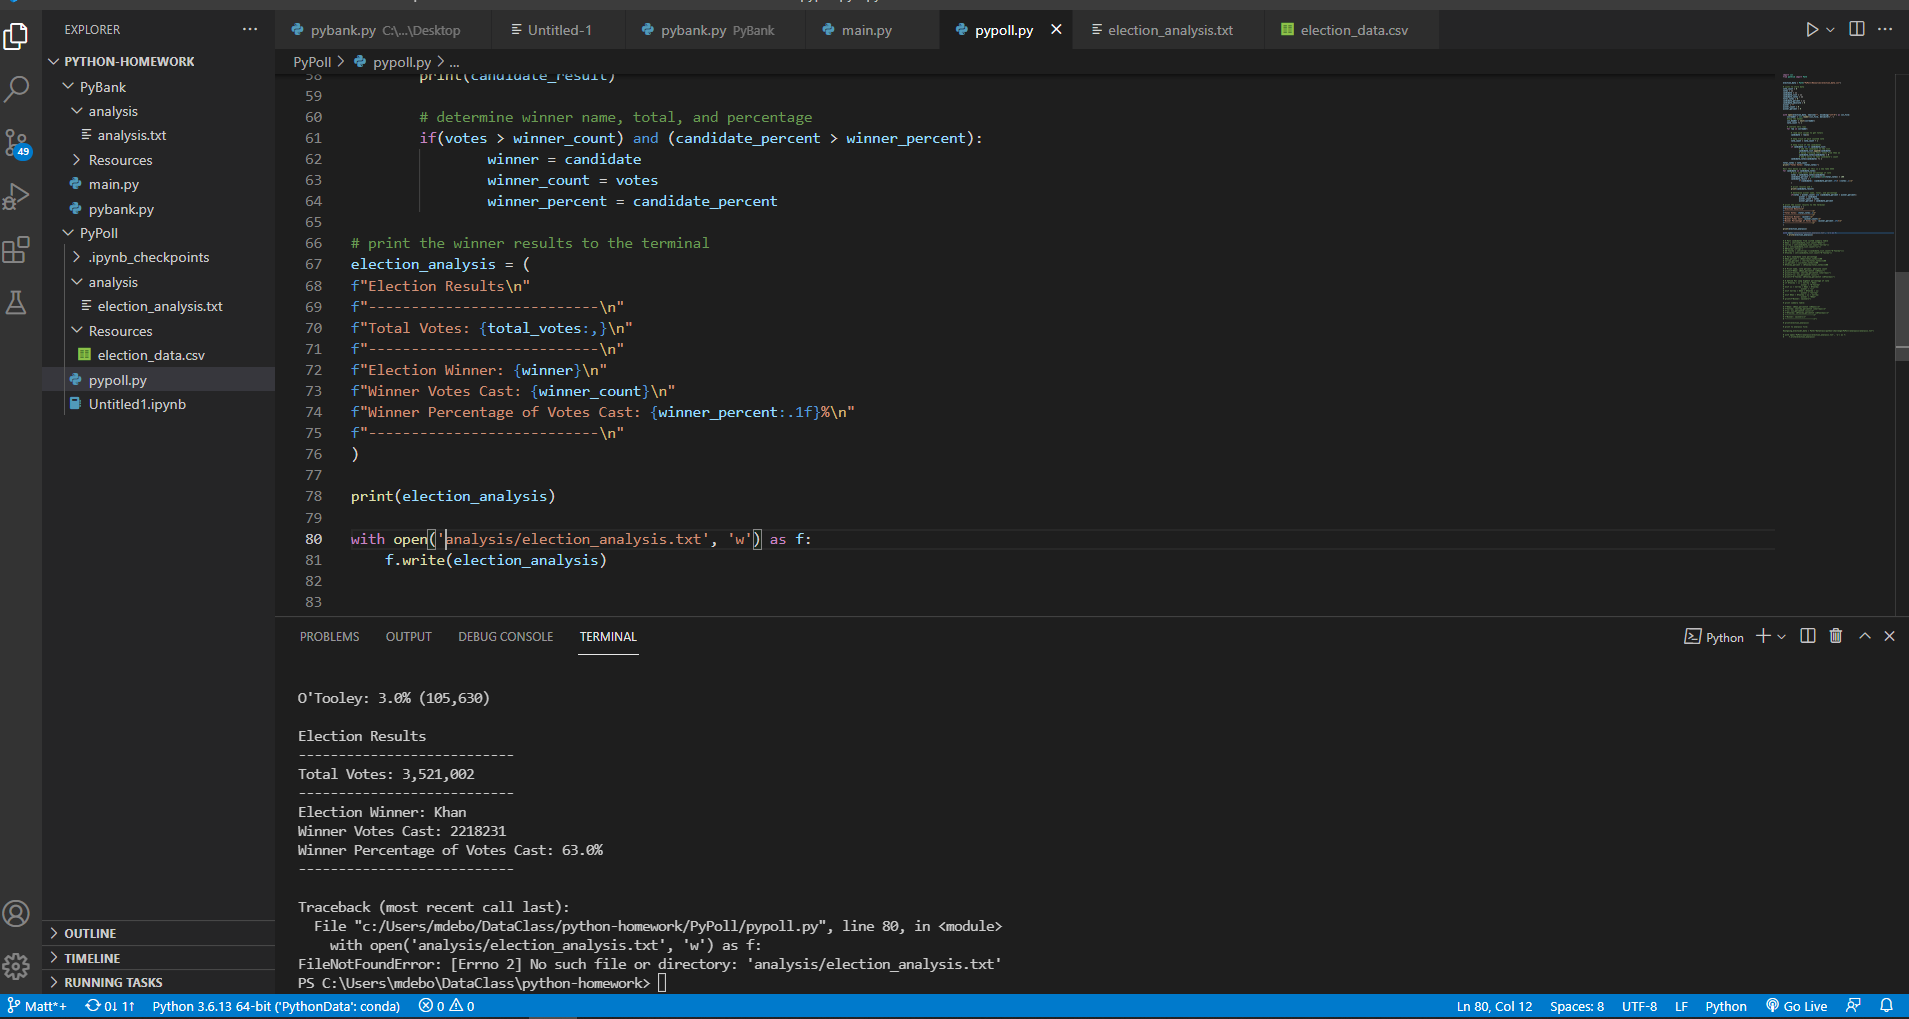 EXPLORER
pybank.py C:\...\Desktop
Untitled-1
pybank.py PyBank
main.py
pypoll.py
election_analysis.txt
election_data.csv
PYTHON-HOMEWORK
PyBank
analysis
analysis.txt
Resources
main.py
pybank.py
PyPoll
.ipynb_checkpoints
analysis
election_analysis.txt
Resources
election_data.csv
pypoll.py
Untitled1.ipynb
49
OUTLINE
TIMELINE
RUNNING TASKS
PyPoll > pypoll.py > ...
58 print(candidate_result)
59
60 # determine winner name, total, and percentage
61 if(votes > winner_count) and (candidate_percent > winner_percent):
62 winner = candidate
63 winner_count = votes
64 winner_percent = candidate_percent
65
66 # print the winner results to the terminal
67 election_analysis = (
68 f"Election Results\n"
69 f"---------------------------\n"
70 f"Total Votes: {total_votes:,}\n"
71 f"---------------------------\n"
72 f"Election Winner: {winner}\n"
73 f"Winner Votes Cast: {winner_count}\n"
74 f"Winner Percentage of Votes Cast: {winner_percent:.1f}%\n"
75 f"---------------------------\n"
76 )
77
78 print(election_analysis)
79
80 with open('analysis/election_analysis.txt', 'w') as f:
81 f.write(election_analysis)
82
83
PROBLEMS OUTPUT DEBUG CONSOLE TERMINAL
Python
O'Tooley: 3.0% (105,630)
Election Results
---------------------------
Total Votes: 3,521,002
---------------------------
Election Winner: Khan
Winner Votes Cast: 2218231
Winner Percentage of Votes Cast: 63.0%
---------------------------
Traceback (most recent call last):
File "c:/Users/mdebo/DataClass/python-homework/PyPoll/pypoll.py", line 80, in <module>
with open('analysis/election_analysis.txt', 'w') as f:
FileNotFoundError: [Errno 2] No such file or directory: 'analysis/election_analysis.txt'
PS C:\Users\mdebo\DataClass\python-homework>
Matt*+ 0↓ 1↑ Python 3.6.13 64-bit ('PythonData': conda) 0 0 Ln 80, Col 12 Spaces: 8 UTF-8 LF Python Go Live